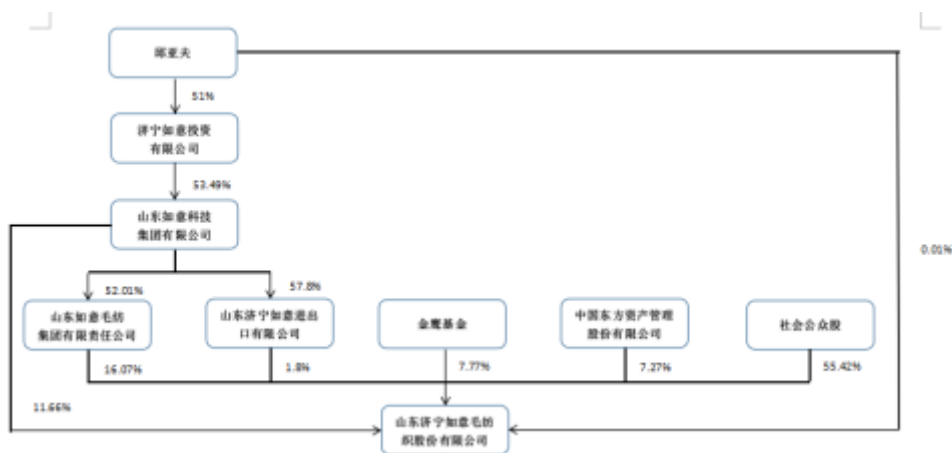 邱亚夫
51%
济宁如意投资
有限公司
53.49%
山东如意科技
集团有限公司
0.01%
52.01%
57.8%
山东如意毛纺
集团有限责任公司
山东济宁如意进出
口有限公司
金鹰基金
中国东方资产管理
股份有限公司
社会公众股
16.07%
1.8%
7.77%
7.27%
55.42%
11.66%
山东济宁如意毛纺
织股份有限公司